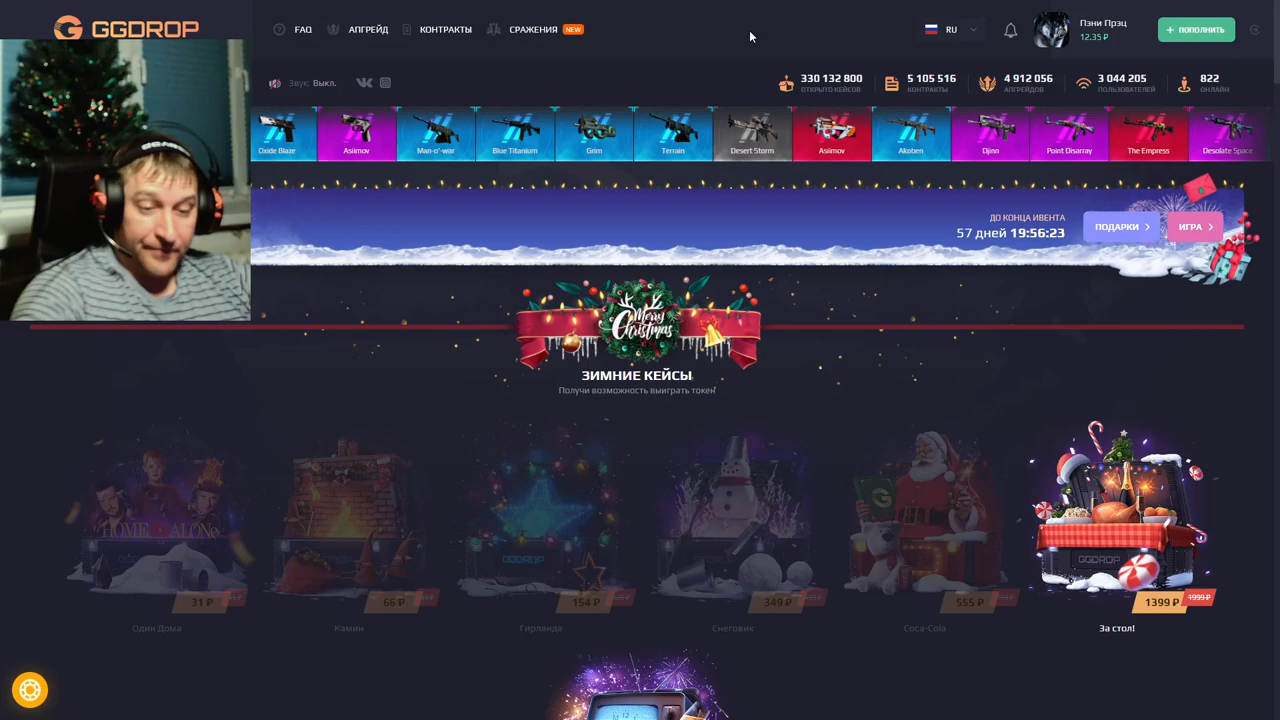 GGDROP
FAQ
АПГРЕЙД
КОНТРАКТЫ
СРАЖЕНИЯ NEW
RU
Пэни Прэц
12.35 ₽
+ ПОПОЛНИТЬ
Звук: Выкл.
330 132 800
ОТКРЫТО КЕЙСОВ
5 105 516
КОНТРАКТЫ
4 912 056
АПГРЕЙДОВ
3 044 205
ПОЛЬЗОВАТЕЛЕЙ
822
ОНЛАЙН
Oxide Blaze
Asiimov
Man-o'-war
Blue Titanium
Grim
Terrain
Desert Storm
Asiimov
Akoben
Djinn
Point Disarray
The Empress
Desolate Space
ДО КОНЦА ИВЕНТА
57 дней 19:56:23
ПОДАРКИ
ИГРА
Merry
Christmas
ЗИМНИЕ КЕЙСЫ
Получи возможность выиграть токен
HOME ALONE
GGDROP
GGDROP
31 ₽
66 ₽
154 ₽
349 ₽
555 ₽
1399 ₽ 1999 ₽
Один Дома
Камин
Гирлянда
Снеговик
Coca-Cola
За стол!